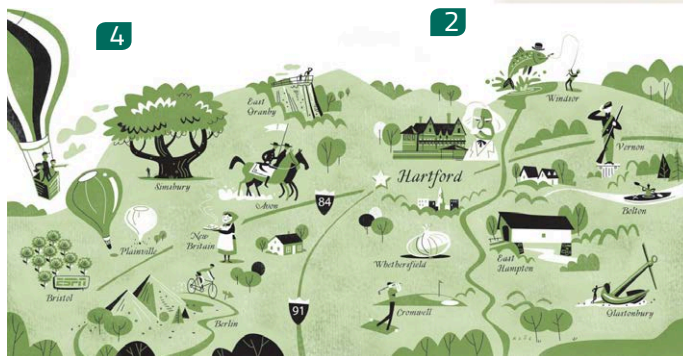 4
2
East
Granby
Windsor
Vernon
Simsbury
Hartford
Avon
84
Bolton
New
Britain
Plainville
Whethersfield
East
Hampton
ESPN
Bristol
91
Cromwell
Glastonbury
Berlin